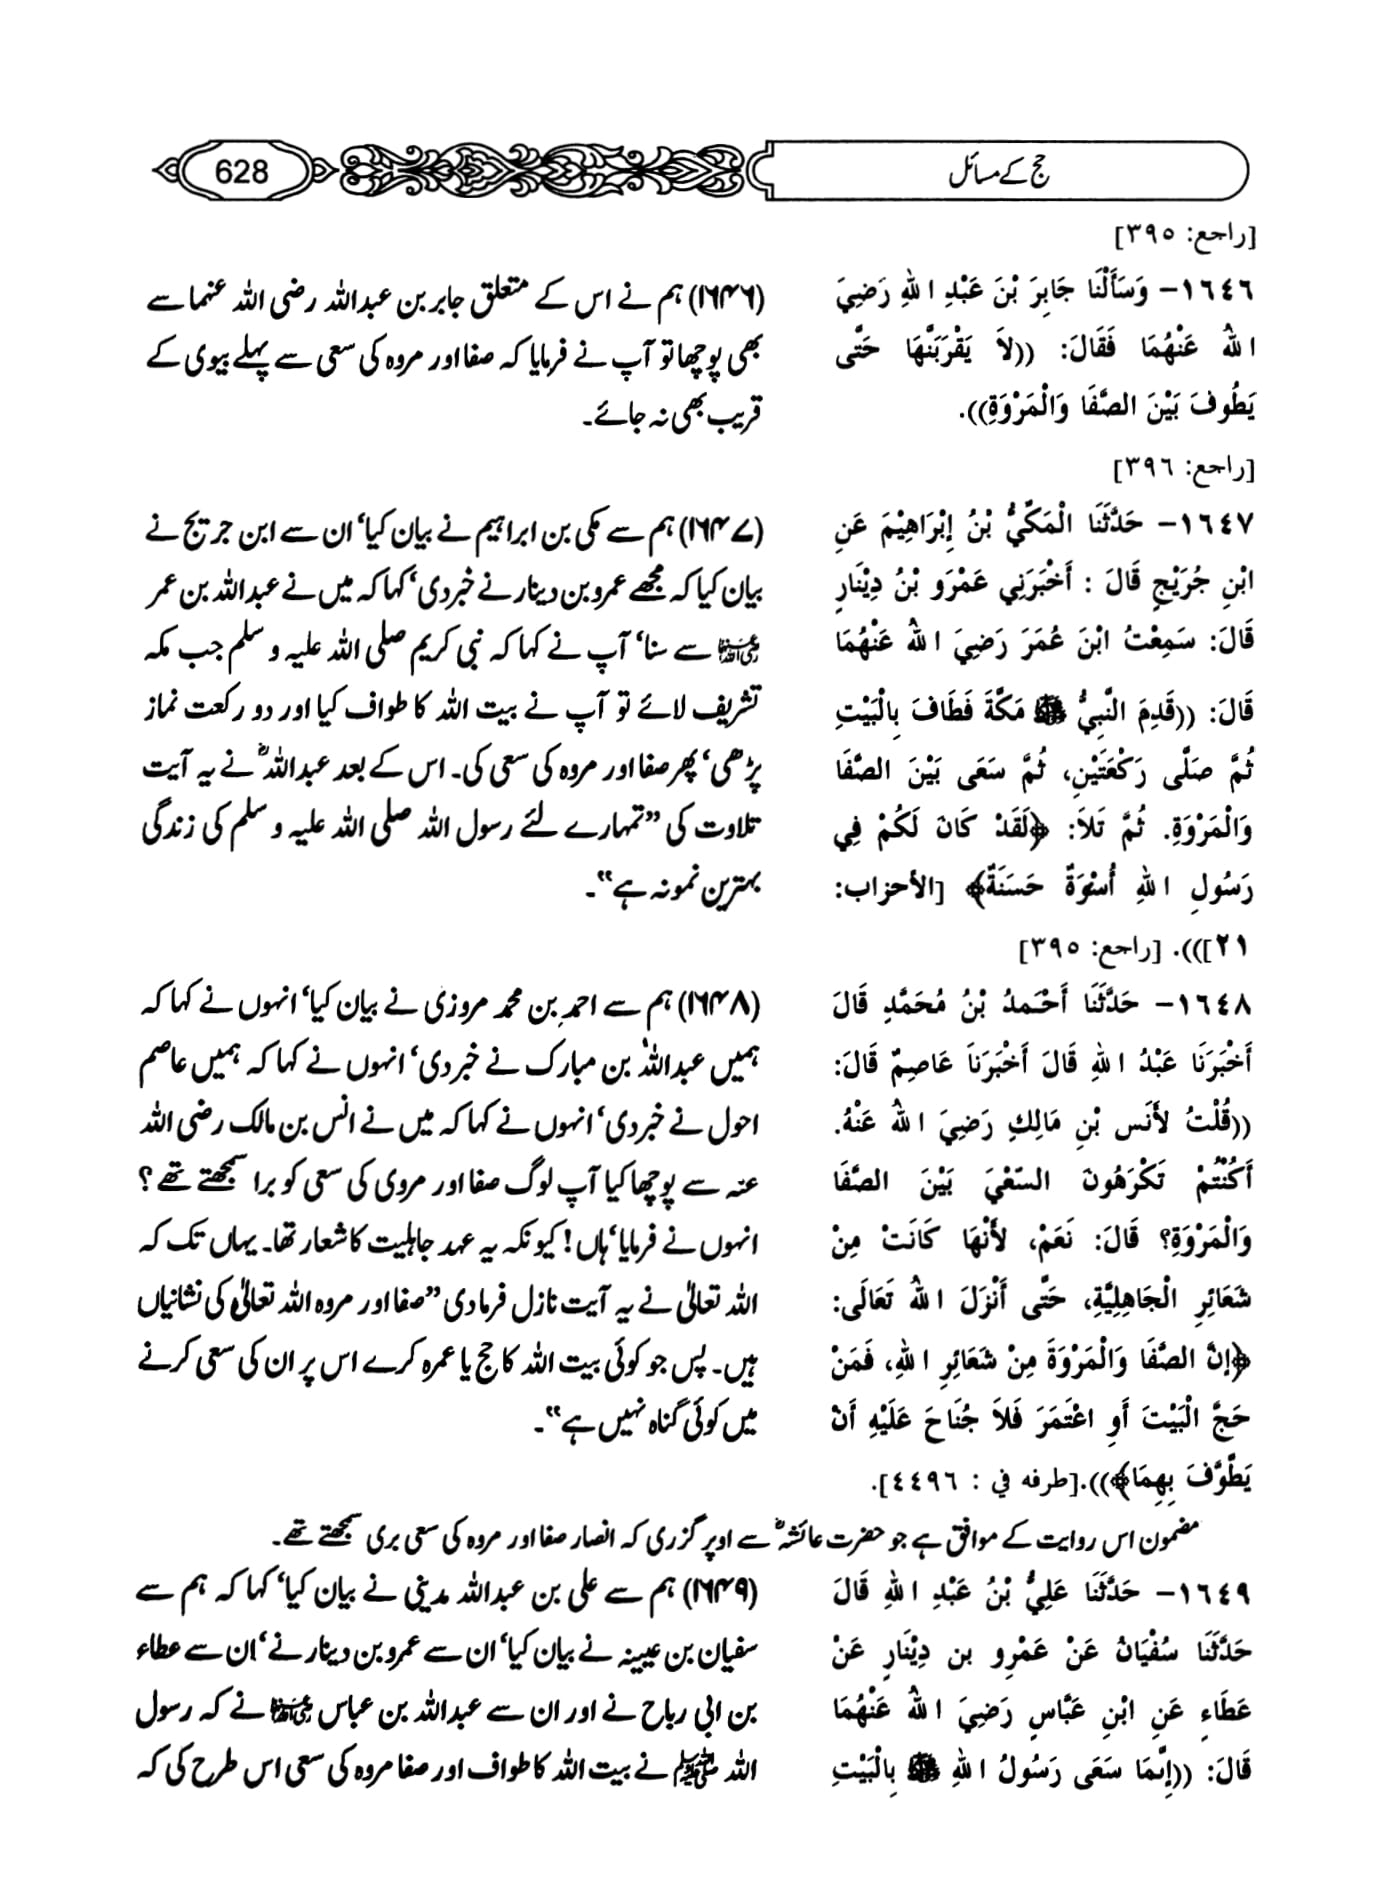 حج کے مسائل
628
[راجع: ٣٩٥]
١٦٤٦– وَسَأَلْنَا جَابِرَ بْنَ عَبْدِ اللهِ رَضِيَ
اللهُ عَنْهُمَا فَقَالَ: ((لاَ يَقْرَبَنَّهَا حَتَّى
يَطُوفَ بَيْنَ الصَّفَا وَالْمَرْوَةِ)).
[راجع: ٣٩٦]
١٦٤٧– حَدَّثَنَا الْمَكِّيُّ بْنُ إِبْرَاهِيْمَ عَنِ
ابْنِ جُرَيْجٍ قَالَ : أَخْبَرَنِي عَمْرَو بْنُ دِيْنَارِ
قَالَ: سَمِعْتُ ابْنَ عُمَرَ رَضِيَ اللهُ عَنْهُمَا
قَالَ: ((قَدِمَ النَّبِيُّ ﷺ مَكَّةَ فَطَافَ بِالْبَيْتِ
ثُمَّ صَلَّى رَكْعَتَيْنِ، ثُمَّ سَعَى بَيْنَ الصَّفَا
وَالْمَرْوَةِ. ثُمَّ تَلاَ: ﴿لَقَدْ كَانَ لَكُمْ فِي
رَسُولِ اللهِ أُسْوَةٌ حَسَنَةٌ﴾ [الأحزاب:
٢١])). [راجع: ٣٩٥]
١٦٤٨– حَدَّثَنَا أَحْمَدُ بْنُ مُحَمَّدٍ قَالَ
أَخْبَرَنَا عَبْدُ اللهِ قَالَ أَخْبَرَنَا عَاصِمٌ قَالَ:
((قُلْتُ لأَنَسِ بْنِ مَالِكٍ رَضِيَ اللهُ عَنْهُ.
أَكُنْتُمْ تَكْرَهُونَ السَّعْيَ بَيْنَ الصَّفَا
وَالْمَرْوَةِ؟ قَالَ: نَعَمْ، لأَنَّهَا كَانَتْ مِنْ
شَعَائِرِ الْجَاهِلِيَّةِ، حَتَّى أَنْزَلَ اللهُ تَعَالَى:
﴿إنَّ الصَّفَا وَالْمَرْوَةَ مِنْ شَعَائِرِ اللهِ، فَمَنْ
حَجَّ الْبَيْتَ أَوِ اعْتَمَرَ فَلاَ جُنَاحَ عَلَيْهِ أَنْ
يَطَّوَّفَ بِهِمَا﴾)).[طرفه في : ٤٤٩٦].
(۱۶۴۶) ہم نے اس کے متعلق جابر بن عبداللہ رضی اللہ عنہما سے
بھی پوچھا تو آپ نے فرمایا کہ صفا اور مروہ کی سعی سے پہلے بیوی کے
قریب بھی نہ جائے۔
(۱۶۴۷) ہم سے مکی بن ابراہیم نے بیان کیا‘ ان سے ابن جریج نے
بیان کیا کہ مجھے عمرو بن دینار نے خبر دی‘ کہا کہ میں نے عبداللہ بن عمر
رضی اللہ عنہما سے سنا‘ آپ نے کہا کہ نبی کریم صلی اللہ علیہ و سلم جب مکہ
تشریف لائے تو آپ نے بیت اللہ کا طواف کیا اور دو رکعت نماز
پڑھی‘ پھر صفا اور مروہ کی سعی کی۔ اس کے بعد عبداللہ ؓ نے یہ آیت
تلاوت کی ”تمہارے لئے رسول اللہ صلی اللہ علیہ و سلم کی زندگی
بہترین نمونہ ہے“۔
(۱۶۴۸) ہم سے احمد بن محمد مروزی نے بیان کیا‘ انہوں نے کہا کہ
ہمیں عبداللہ بن مبارک نے خبر دی‘ انہوں نے کہا کہ ہمیں عاصم
احول نے خبر دی‘ انہوں نے کہا کہ میں نے انس بن مالک رضی اللہ
عنہ سے پوچھا کیا آپ لوگ صفا اور مروی کی سعی کو برا سمجھتے تھے؟
انہوں نے فرمایا‘ ہاں! کیونکہ یہ عہد جاہلیت کا شعار تھا۔ یہاں تک کہ
اللہ تعالیٰ نے یہ آیت نازل فرما دی ”صفا اور مروہ اللہ تعالیٰ کی نشانیاں
ہیں۔ پس جو کوئی بیت اللہ کا حج یا عمرہ کرے اس پر ان کی سعی کرنے
میں کوئی گناہ نہیں ہے“۔
مضمون اس روایت کے موافق ہے جو حضرت عائشہ ؓ سے اوپر گزری کہ انصار صفا اور مروہ کی سعی بری سمجھتے تھے۔
١٦٤٩– حَدَّثَنَا عَلِيُّ بْنُ عَبْدِ اللهِ قَالَ
حَدَّثَنَا سُفْيَانُ عَنْ عَمْرِو بن دِيْنَارٍ عَنْ
عَطَاءٍ عَنِ ابْنِ عَبَّاسٍ رَضِيَ اللهُ عَنْهُمَا
قَالَ: ((إِنَّمَا سَعَى رَسُولُ اللهِ ﷺ بِالْبَيْتِ
(۱۶۴۹) ہم سے علی بن عبداللہ مدینی نے بیان کیا‘ کہا کہ ہم سے
سفیان بن عیینہ نے بیان کیا‘ ان سے عمرو بن دینار نے‘ ان سے عطاء
بن ابی رباح نے اور ان سے عبداللہ بن عباس رضی اللہ عنہما نے کہ رسول
اللہ ﷺ نے بیت اللہ کا طواف اور صفا مروہ کی سعی اس طرح کی کہ